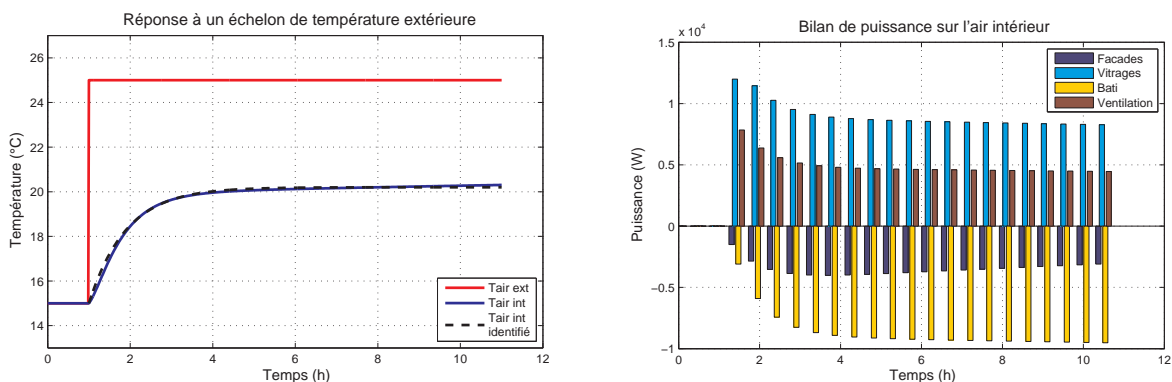 Réponse à un échelon de température extérieure
26
24
22
20
18
16
14
0
2
4
6
8
10
12
Température (°C)
Temps (h)
Tair ext
Tair int
Tair int
identifié
Bilan de puissance sur l'air intérieur
x 10⁴
1.5
1
0.5
0
−0.5
−1
0
2
4
6
8
10
12
Puissance (W)
Temps (h)
Facades
Vitrages
Bati
Ventilation